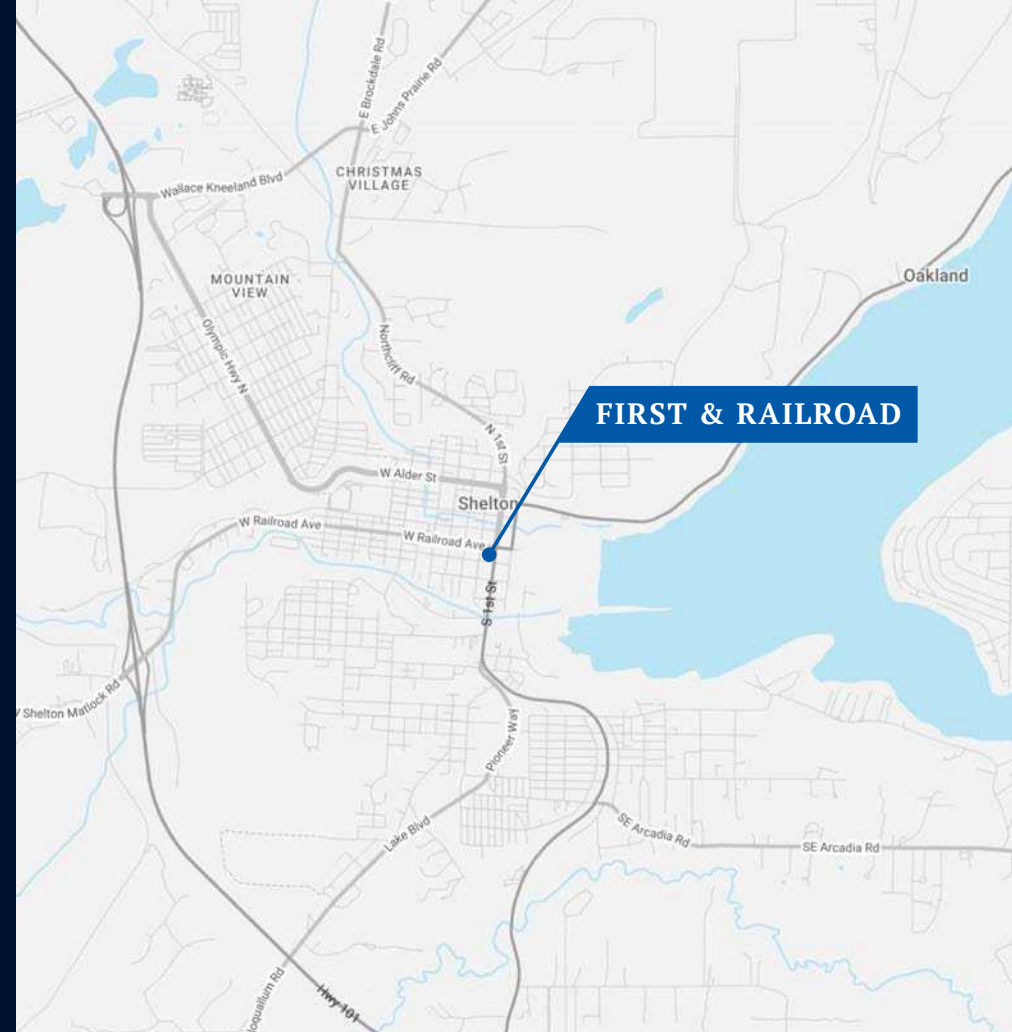 E Brockdale Rd
E Johns Prairie Rd
CHRISTMAS
VILLAGE
Wallace Kneeland Blvd
MOUNTAIN
VIEW
Oakland
Olympic Hwy N
Northcliff Rd
FIRST & RAILROAD
N 1st St
W Alder St
Shelton
W Railroad Ave
W Railroad Ave
S 1st St
Shelton Matlock Rd
Pioneer Way
Lake Blvd
SE Arcadia Rd
SE Arcadia Rd
Hwy 101